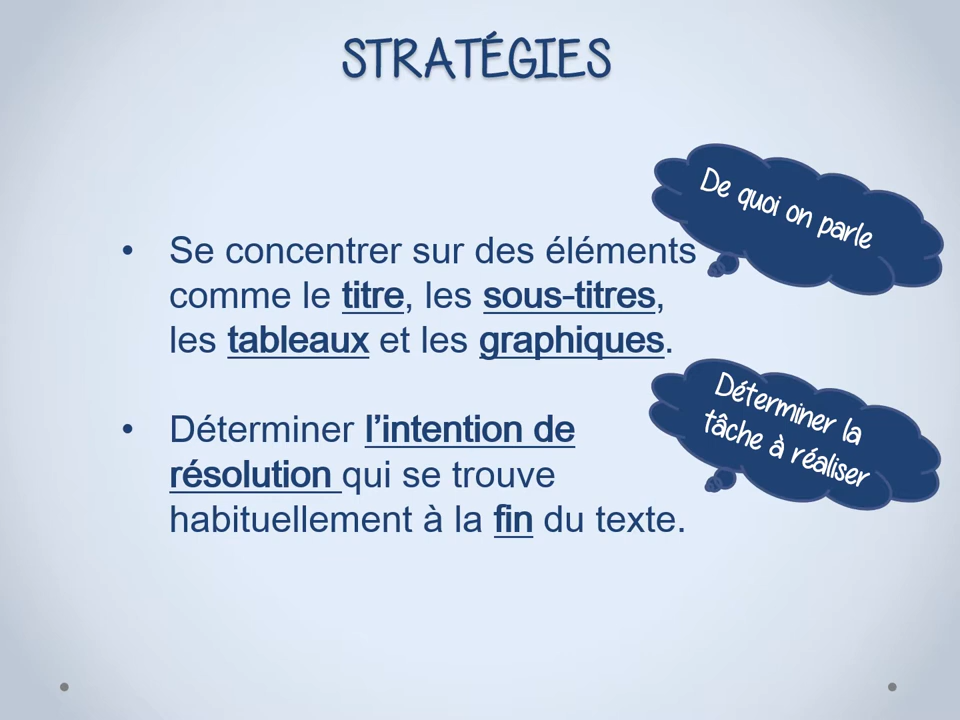 STRATÉGIES
De quoi on parle
• Se concentrer sur des éléments
comme le titre, les sous-titres,
les tableaux et les graphiques.
Déterminer la
tâche à réaliser
• Déterminer l’intention de
résolution qui se trouve
habituellement à la fin du texte.